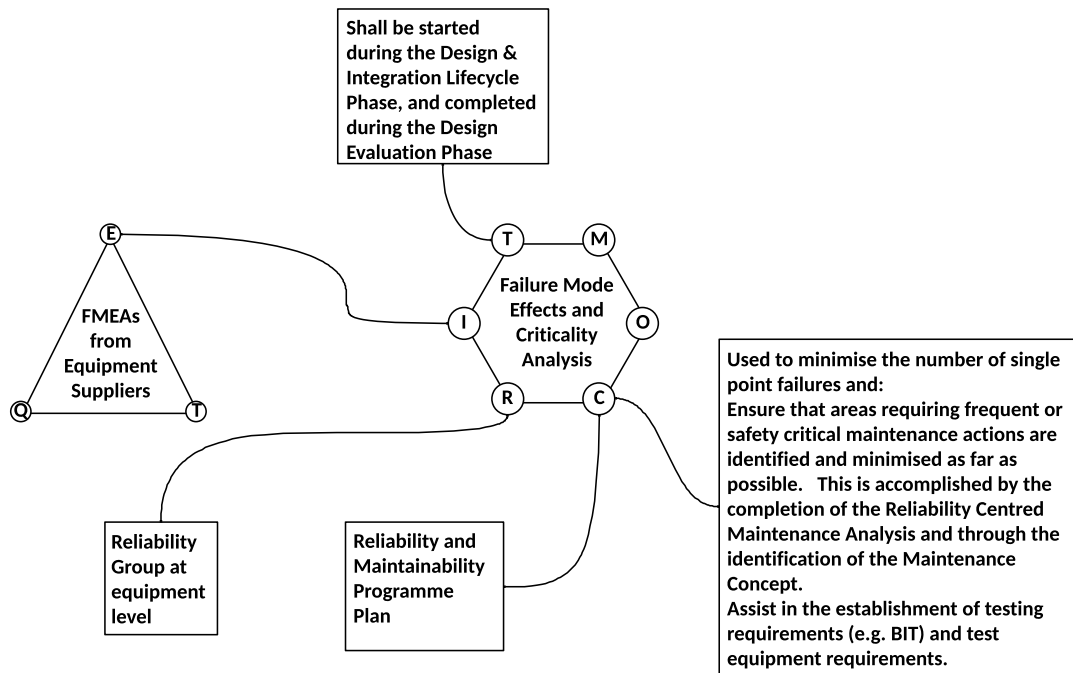 Shall be started
during the Design &
Integration Lifecycle
Phase, and completed
during the Design
Evaluation Phase
E
FMEAs
from
Equipment
Suppliers
Q
T
T
M
I
O
R
C
Failure Mode
Effects and
Criticality
Analysis
Used to minimise the number of single
point failures and:
Ensure that areas requiring frequent or
safety critical maintenance actions are
identified and minimised as far as
possible.   This is accomplished by the
completion of the Reliability Centred
Maintenance Analysis and through the
identification of the Maintenance
Concept.
Assist in the establishment of testing
requirements (e.g. BIT) and test
equipment requirements.
Reliability
Group at
equipment
level
Reliability and
Maintainability
Programme
Plan